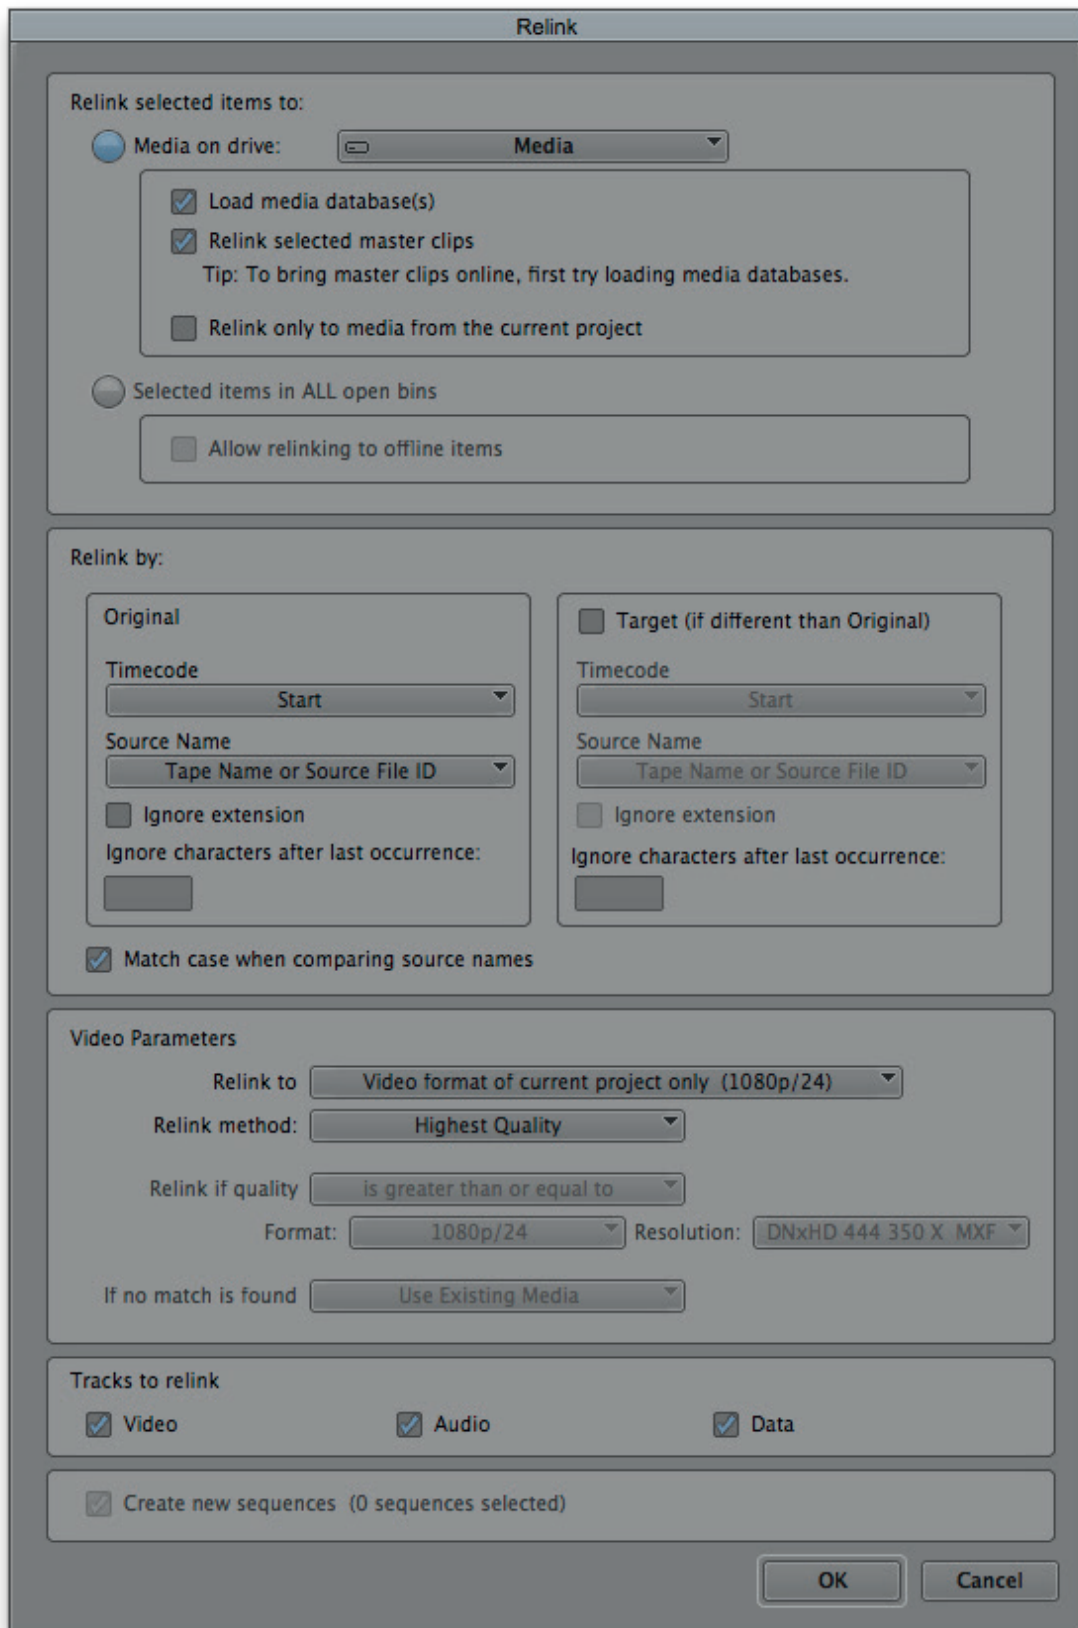 Relink
Relink selected items to:
Media on drive: Media
Load media database(s)
Relink selected master clips
Tip: To bring master clips online, first try loading media databases.
Relink only to media from the current project
Selected items in ALL open bins
Allow relinking to offline items
Relink by:
Original
Timecode
Start
Source Name
Tape Name or Source File ID
Ignore extension
Ignore characters after last occurrence:
Target (if different than Original)
Timecode
Start
Source Name
Tape Name or Source File ID
Ignore extension
Ignore characters after last occurrence:
Match case when comparing source names
Video Parameters
Relink to Video format of current project only (1080p/24)
Relink method: Highest Quality
Relink if quality is greater than or equal to
Format: 1080p/24 Resolution: DNxHD 444 350 X MXF
If no match is found Use Existing Media
Tracks to relink
Video Audio Data
Create new sequences (0 sequences selected)
OK Cancel